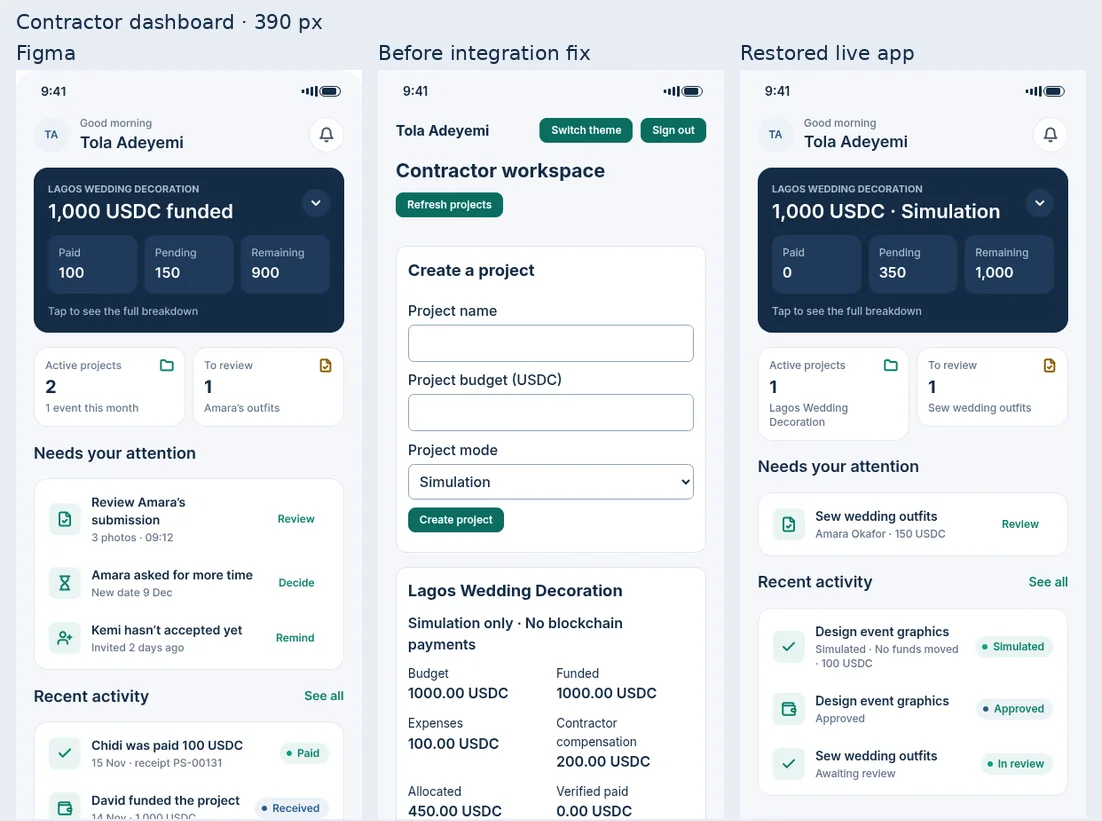 Contractor dashboard · 390 px
Figma
9:41
TA
Good morning
Tola Adeyemi
LAGOS WEDDING DECORATION
1,000 USDC funded
Paid
100
Pending
150
Remaining
900
Tap to see the full breakdown
Active projects
2
1 event this month
To review
1
Amara’s outfits
Needs your attention
Review Amara’s
submission
3 photos · 09:12
Review
Amara asked for more time
New date 9 Dec
Decide
Kemi hasn’t accepted yet
Invited 2 days ago
Remind
Recent activity
See all
Chidi was paid 100 USDC
15 Nov · receipt PS-00131
Paid
David funded the project
14 Nov · 1,000 USDC
Received
Before integration fix
9:41
Tola Adeyemi
Switch theme
Sign out
Contractor workspace
Refresh projects
Create a project
Project name
Project budget (USDC)
Project mode
Simulation
Create project
Lagos Wedding Decoration
Simulation only · No blockchain
payments
Budget
1000.00 USDC
Funded
1000.00 USDC
Expenses
100.00 USDC
Contractor
compensation
200.00 USDC
Allocated
450.00 USDC
Verified paid
0.00 USDC
Restored live app
9:41
TA
Good morning
Tola Adeyemi
LAGOS WEDDING DECORATION
1,000 USDC · Simulation
Paid
0
Pending
350
Remaining
1,000
Tap to see the full breakdown
Active projects
1
Lagos Wedding
Decoration
To review
1
Sew wedding outfits
Needs your attention
Sew wedding outfits
Amara Okafor · 150 USDC
Review
Recent activity
See all
Design event graphics
Simulated · No funds moved
· 100 USDC
Simulated
Design event graphics
Approved
Approved
Sew wedding outfits
Awaiting review
In review